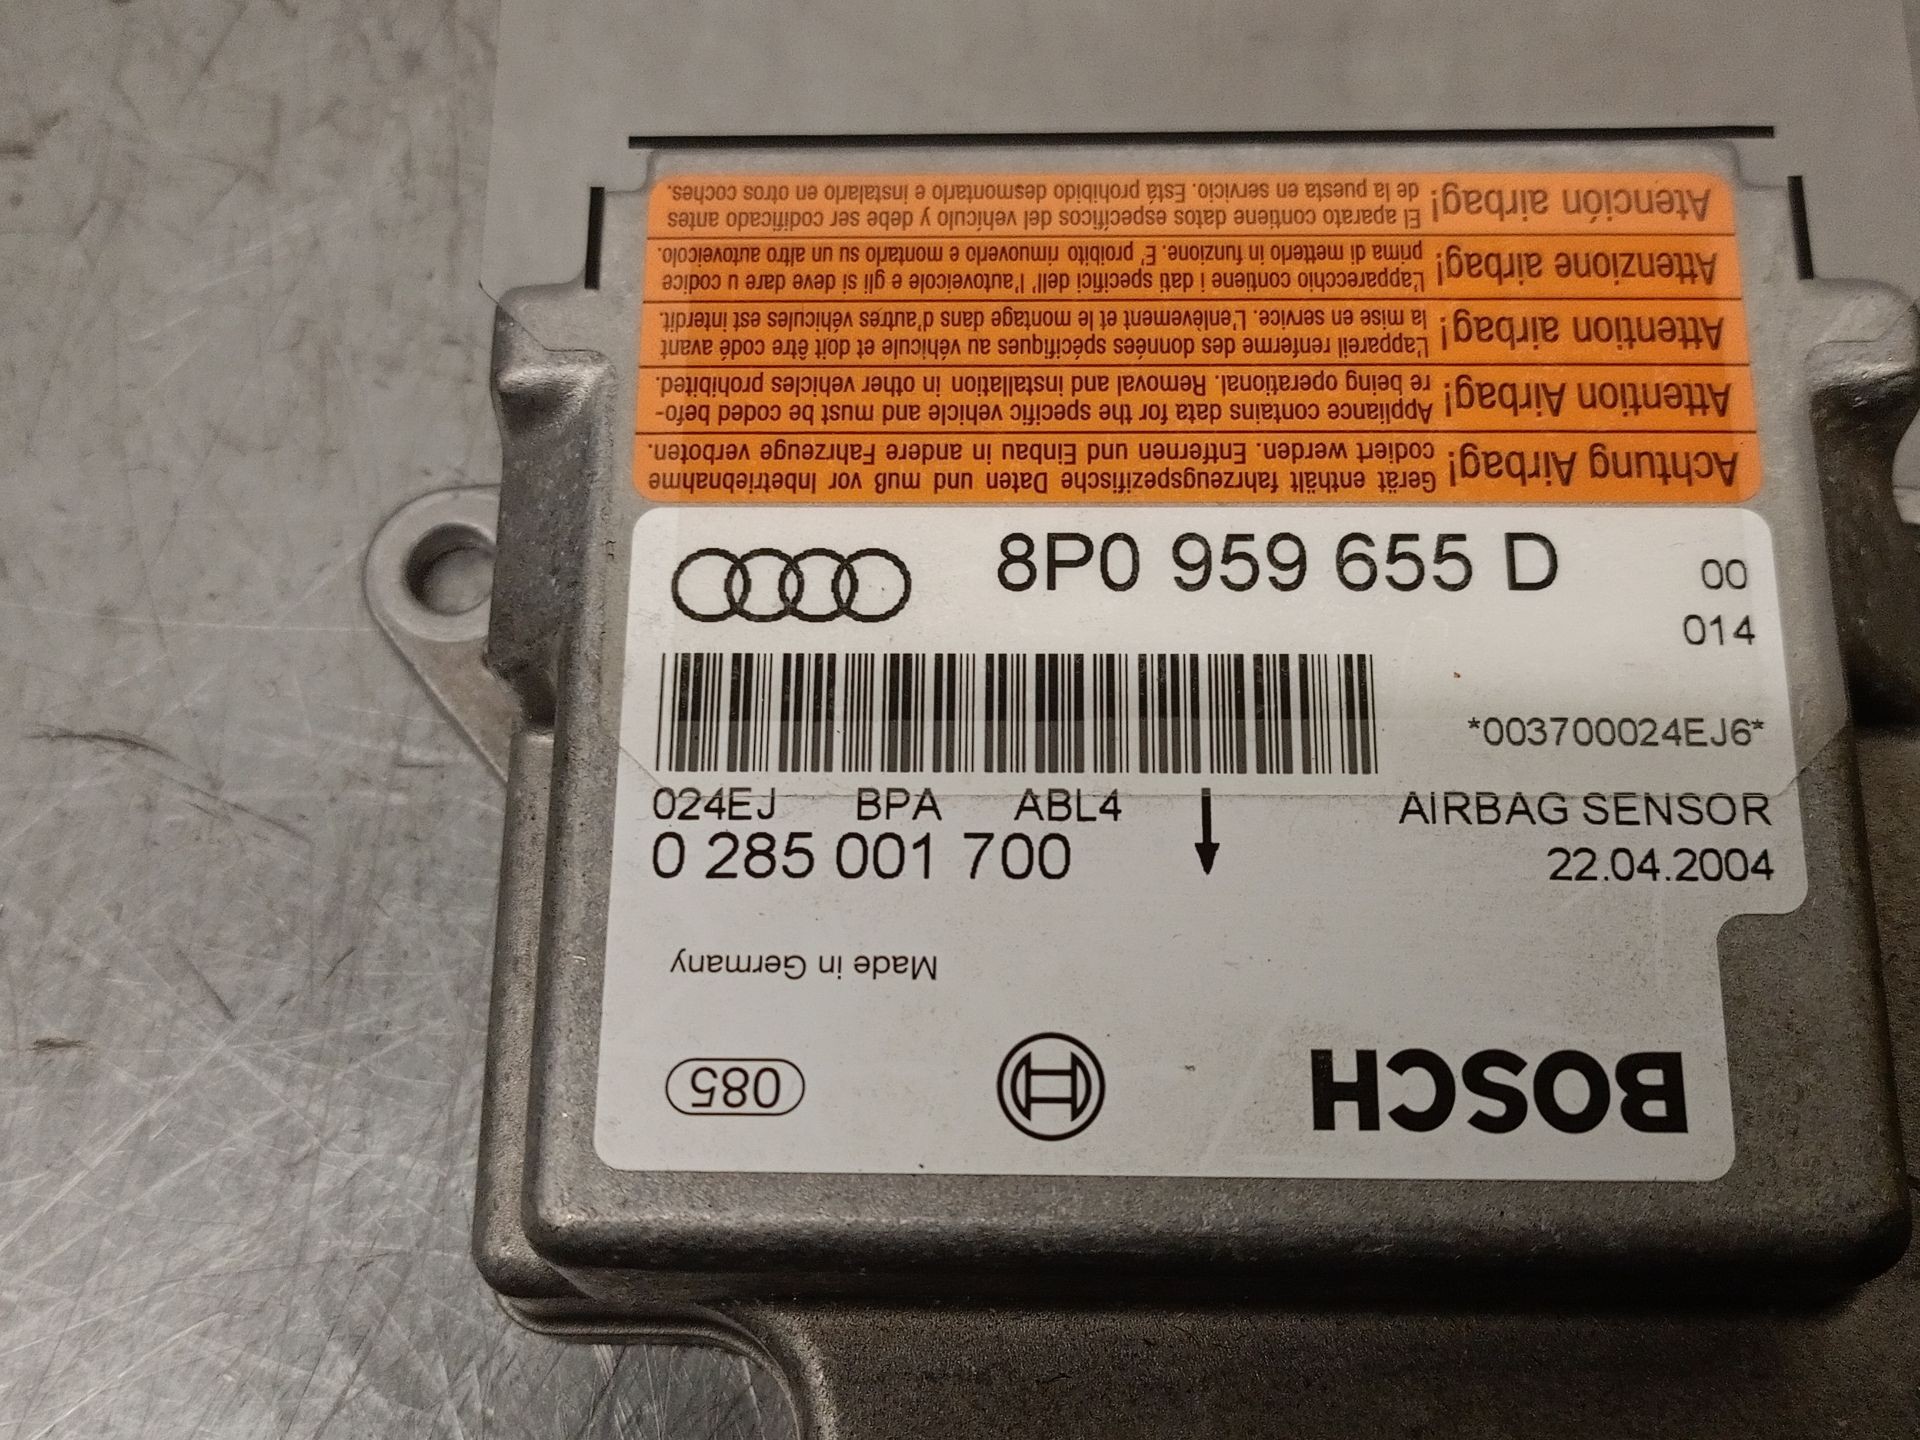 Achtung Airbag!
Gerät enthält fahrzeugspezifische Daten und muß vor Inbetriebnahme
codiert werden. Entfernen und Einbau in andere Fahrzeuge verboten.
Attention Airbag!
Appliance contains data for the specific vehicle and must be coded befo-
re being operational. Removal and installation in other vehicles prohibited.
Attention airbag!
L'appareil renferme des données spécifiques au véhicule et doit être codé avant
la mise en service. L'enlèvement et le montage dans d'autres véhicules est interdit.
Attenzione airbag!
L'apparecchio contiene i dati specifici dell' l'autoveicole e gli si deve dare u codice
prima di metterlo in funzione. E' proibito rimuoverlo e montarlo su un altro autoveicolo.
Atención airbag!
El aparato contiene datos específicos del vehículo y debe ser codificado antes
de la puesta en servicio. Está prohibido desmontarlo e instalarlo en otros coches.
8P0 959 655 D
00
014
*003700024EJ6*
024EJ BPA ABL4
AIRBAG SENSOR
0 285 001 700
22.04.2004
Made in Germany
BOSCH
085